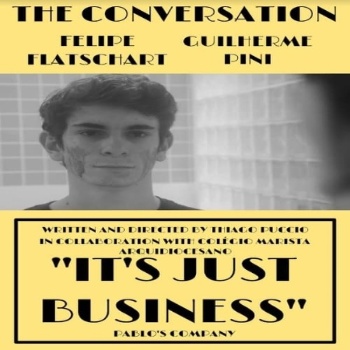 THE CONVERSATION
FELIPE GUILHERME
FLATSCHART PINI
WRITTEN AND DIRECTED BY THIAGO PUCCIO
IN COLLABORATION WITH COLÉGIO MARISTA
ARQUIDIOCESANO
"IT'S JUST
BUSINESS"
PABLO'S COMPANY